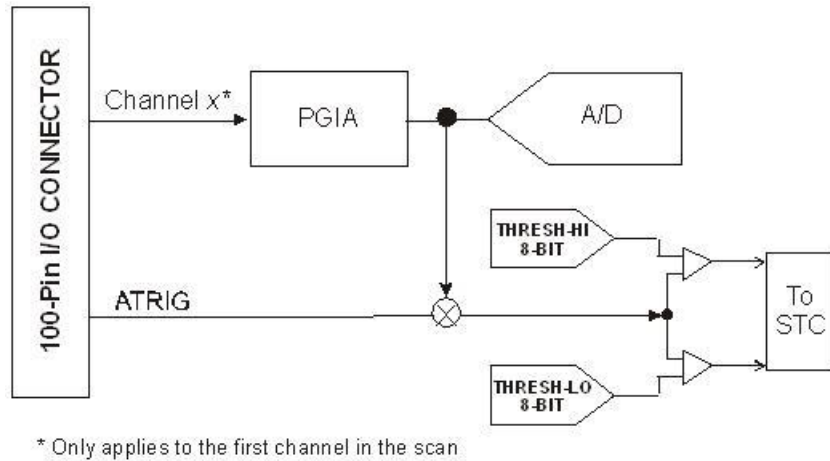 100-Pin I/O CONNECTOR
Channel x*
PGIA
A/D
THRESH-HI
8-BIT
ATRIG
To
STC
THRESH-LO
8-BIT
* Only applies to the first channel in the scan